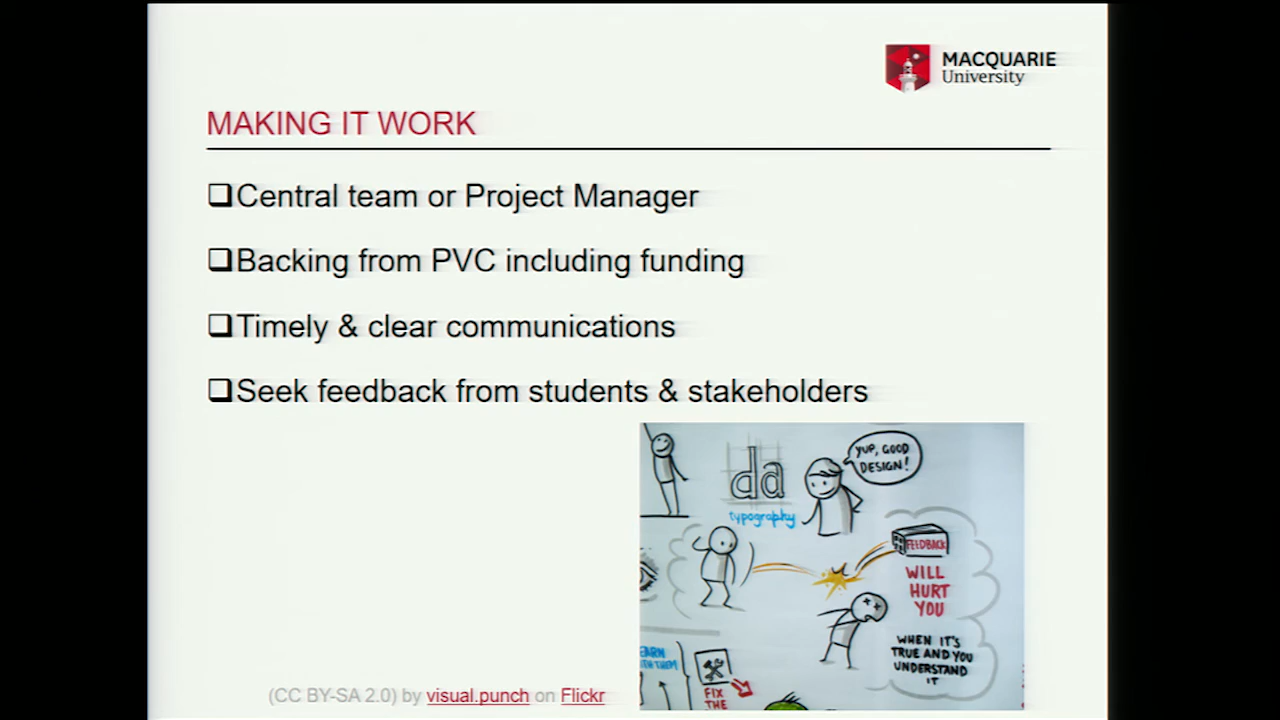 MACQUARIE
University
MAKING IT WORK
Central team or Project Manager
Backing from PVC including funding
Timely & clear communications
Seek feedback from students & stakeholders
da
typography
YUP, GOOD
DESIGN!
FEEDBACK
WILL
HURT
YOU
WHEN IT'S
TRUE AND YOU
UNDERSTAND
IT
FIX
THE
(CC BY-SA 2.0) by visual.punch on Flickr